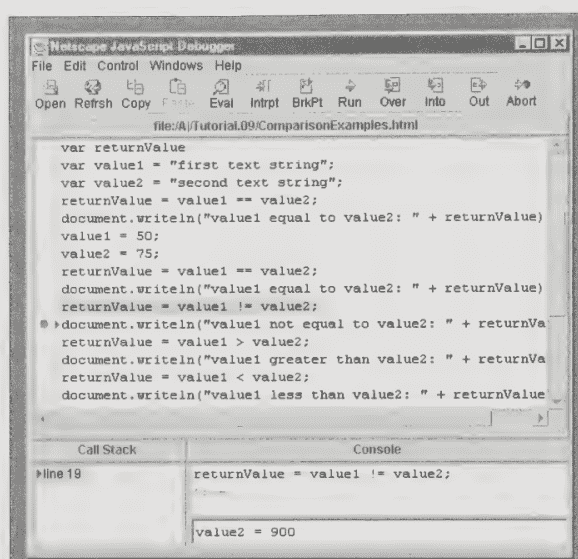 Netscape JavaScript Debugger
File Edit Control Windows Help
Open Refrsh Copy Eval Intrpt BrkPt Run Over Into Out Abort
file:/A|/Tutorial.09/ComparisonExamples.html
var returnValue
var value1 = "first text string";
var value2 = "second text string";
returnValue = value1 == value2;
document.writeln("value1 equal to value2: " + returnValue)
value1 = 50;
value2 = 75;
returnValue = value1 == value2;
document.writeln("value1 equal to value2: " + returnValue)
returnValue = value1 != value2;
document.writeln("value1 not equal to value2: " + returnVa
returnValue = value1 > value2;
document.writeln("value1 greater than value2: " + returnVa
returnValue = value1 < value2;
document.writeln("value1 less than value2: " + returnValue
Call Stack Console
line 19 returnValue = value1 != value2;
value2 = 900